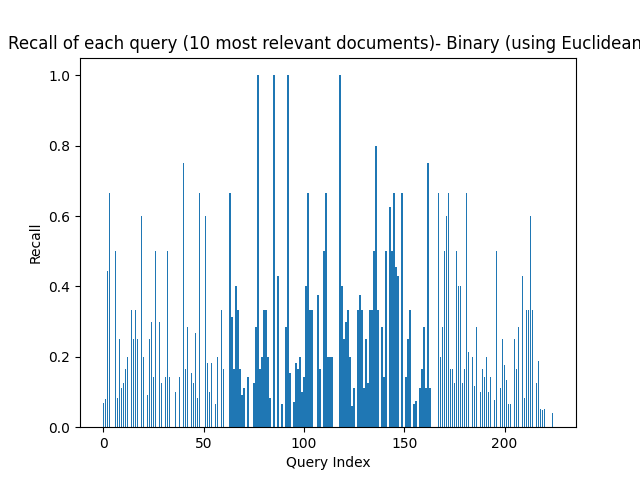 Recall of each query (10 most relevant documents)- Binary (using Euclidean
1.0
0.8
0.6
0.4
0.2
0.0
Recall
0 50 100 150 200
Query Index